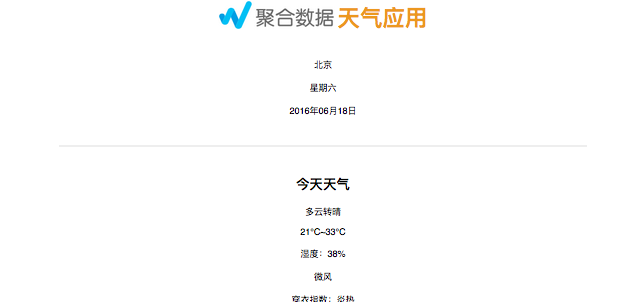 聚合数据 天气应用
北京
星期六
2016年06月18日
今天天气
多云转晴
21°C~33°C
湿度：38%
微风
穿衣指数：炎热